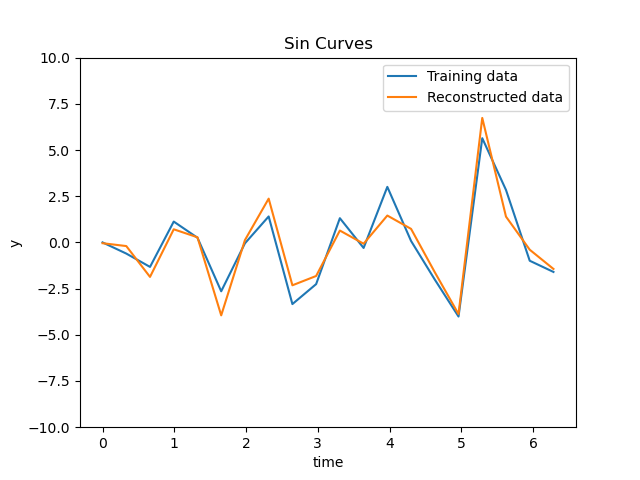 Sin Curves
Training data
Reconstructed data
10.0
7.5
5.0
2.5
0.0
−2.5
−5.0
−7.5
−10.0
y
0 1 2 3 4 5 6
time